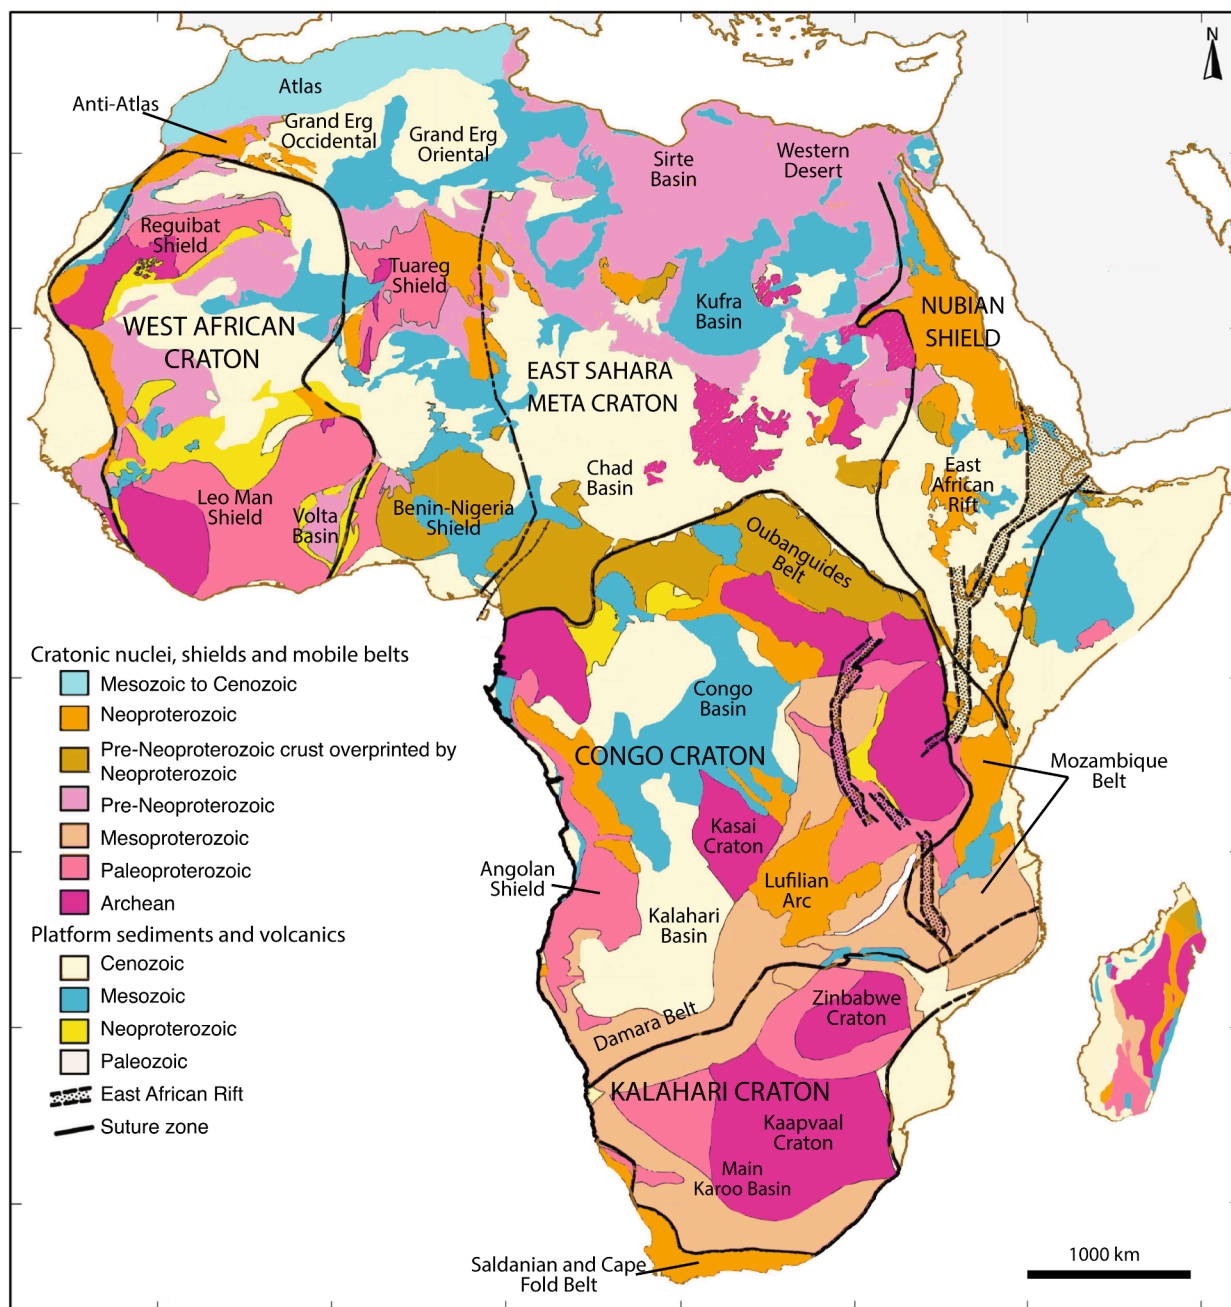 N
Atlas
Anti-Atlas
Grand Erg
Occidental
Grand Erg
Oriental
Sirte
Basin
Western
Desert
Reguibat
Shield
Tuareg
Shield
Kufra
Basin
NUBIAN
SHIELD
WEST AFRICAN
CRATON
EAST SAHARA
META CRATON
Chad
Basin
East
African
Rift
Leo Man
Shield
Volta
Basin
Benin-Nigeria
Shield
Oubanguides
Belt
Cratonic nuclei, shields and mobile belts
Mesozoic to Cenozoic
Neoproterozoic
Pre-Neoproterozoic crust overprinted by
Neoproterozoic
Pre-Neoproterozoic
Mesoproterozoic
Paleoproterozoic
Archean
Platform sediments and volcanics
Cenozoic
Mesozoic
Neoproterozoic
Paleozoic
East African Rift
Suture zone
Congo
Basin
CONGO CRATON
Mozambique
Belt
Kasai
Craton
Angolan
Shield
Lufilian
Arc
Kalahari
Basin
Damara Belt
Zinbabwe
Craton
KALAHARI CRATON
Kaapvaal
Craton
Main
Karoo Basin
Saldanian and Cape
Fold Belt
1000 km